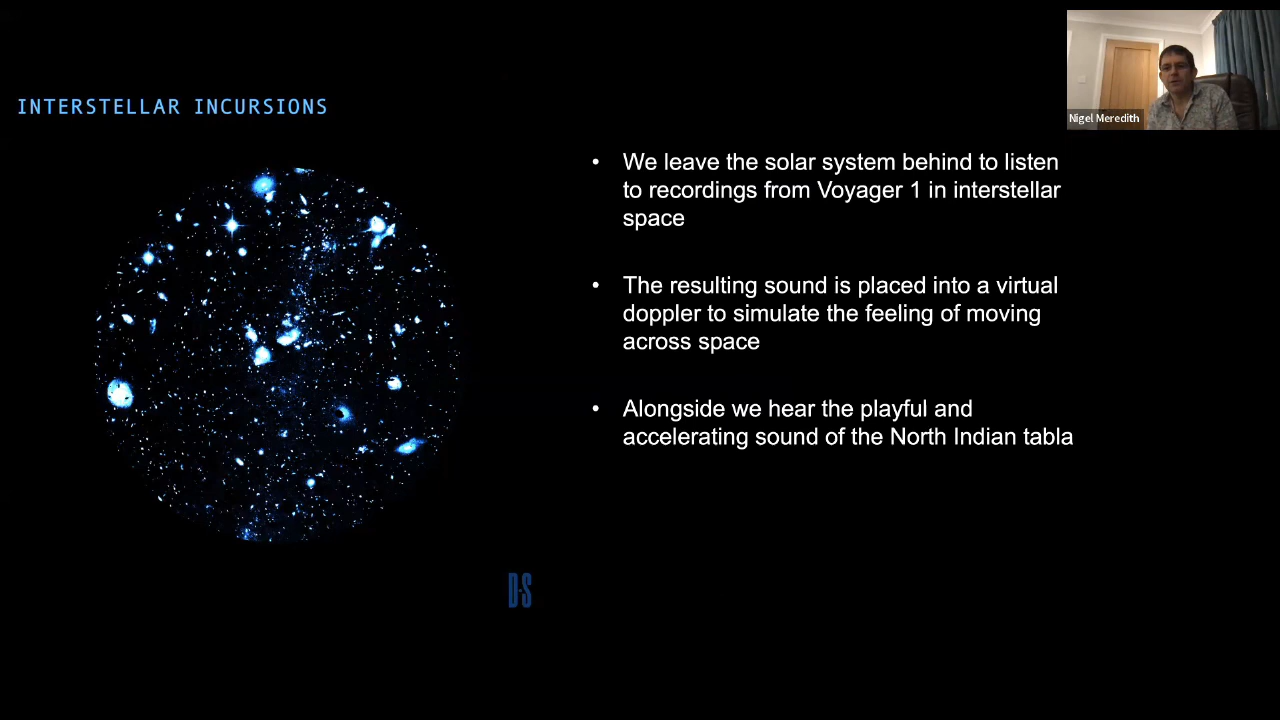 INTERSTELLAR INCURSIONS
Nigel Meredith
• We leave the solar system behind to listen
to recordings from Voyager 1 in interstellar
space
• The resulting sound is placed into a virtual
doppler to simulate the feeling of moving
across space
• Alongside we hear the playful and
accelerating sound of the North Indian tabla
D·S